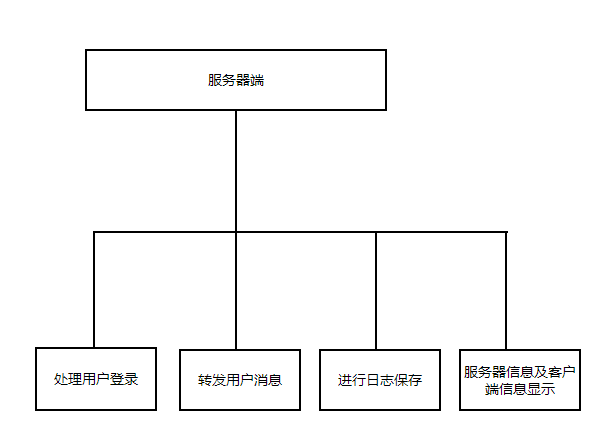 服务器端
处理用户登录
转发用户消息
进行日志保存
服务器信息及客户
端信息显示